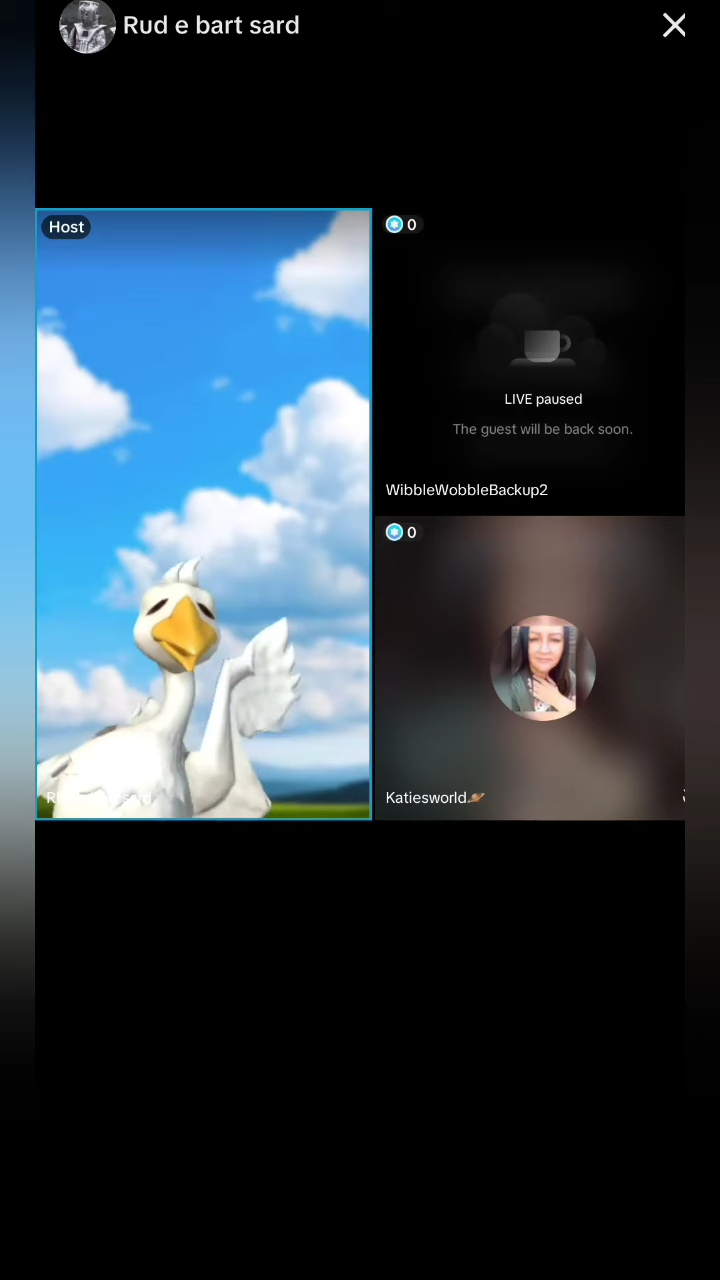 Rud e bart sard
Host
0
LIVE paused
The guest will be back soon.
WibbleWobbleBackup2
0
Katiesworld🪐